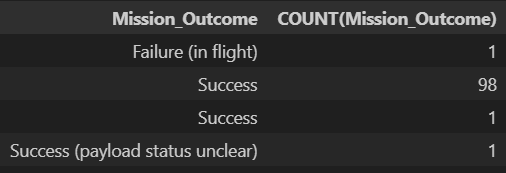 Mission_Outcome COUNT(Mission_Outcome)
Failure (in flight) 1
Success 98
Success 1
Success (payload status unclear) 1